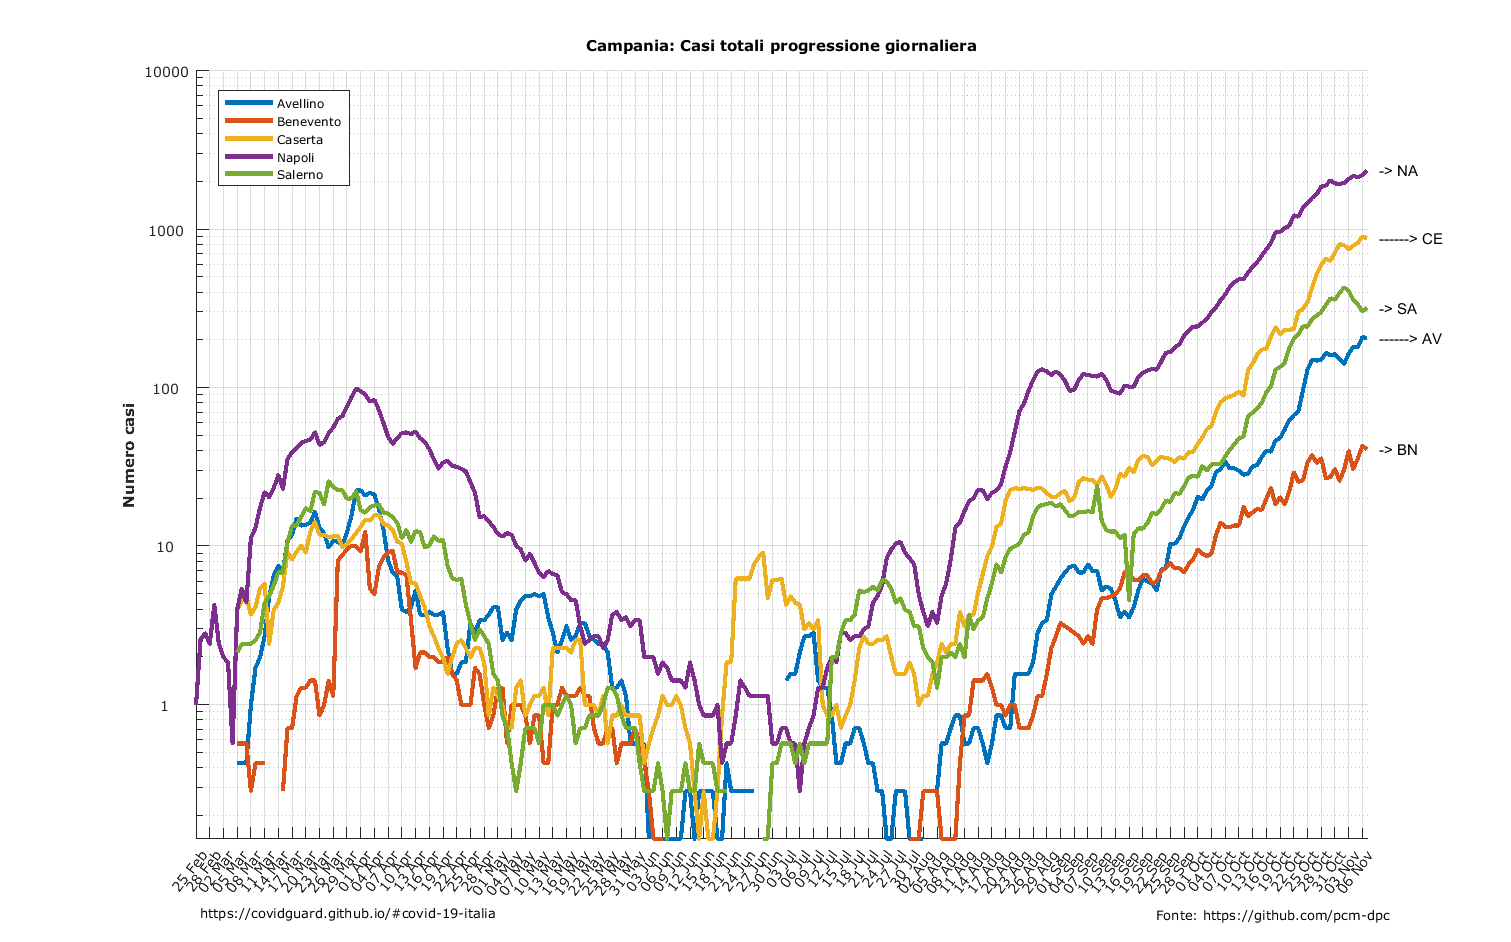 Campania: Casi totali progressione giornaliera
10000
1000
100
10
1
Numero casi
Avellino
Benevento
Caserta
Napoli
Salerno
-> NA
------> CE
-> SA
------> AV
-> BN
25 Feb
28 Feb
02 Mar
05 Mar
08 Mar
11 Mar
14 Mar
17 Mar
20 Mar
23 Mar
26 Mar
29 Mar
01 Apr
04 Apr
07 Apr
10 Apr
13 Apr
16 Apr
19 Apr
22 Apr
25 Apr
28 Apr
01 May
04 May
07 May
10 May
13 May
16 May
19 May
22 May
25 May
28 May
31 May
03 Jun
06 Jun
09 Jun
12 Jun
15 Jun
18 Jun
21 Jun
24 Jun
27 Jun
30 Jun
03 Jul
06 Jul
09 Jul
12 Jul
15 Jul
18 Jul
21 Jul
24 Jul
27 Jul
30 Jul
02 Aug
05 Aug
08 Aug
11 Aug
14 Aug
17 Aug
20 Aug
23 Aug
26 Aug
29 Aug
01 Sep
04 Sep
07 Sep
10 Sep
13 Sep
16 Sep
19 Sep
22 Sep
25 Sep
28 Sep
01 Oct
04 Oct
07 Oct
10 Oct
13 Oct
16 Oct
19 Oct
22 Oct
25 Oct
28 Oct
31 Oct
03 Nov
06 Nov
https://covidguard.github.io/#covid-19-italia
Fonte: https://github.com/pcm-dpc